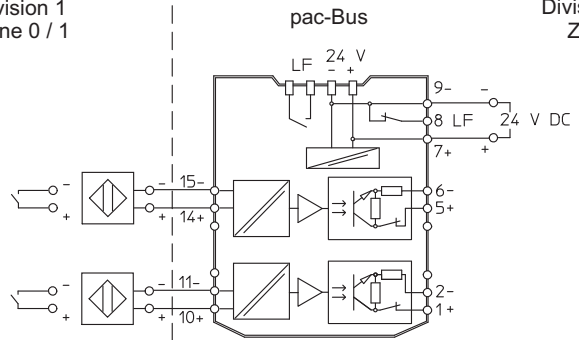 vision 1
ne 0 / 1
pac-Bus
Divis
Z
LF 24 V
- +
9-
-
8 LF
24 V DC
7+
+
- - 15-
+ + 14+
6-
5+
- - 11-
+ + 10+
2-
1+